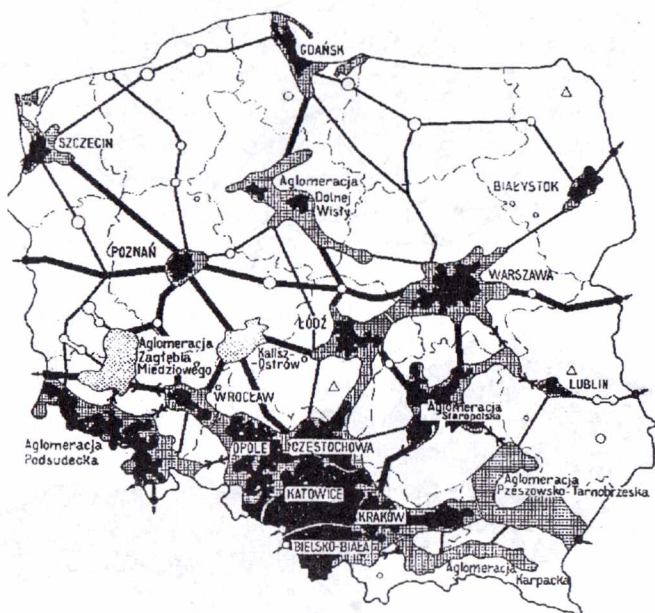 GDAŃSK
SZCZECIN
Aglomeracja
Dolnej
Wisły
BIAŁYSTOK
POZNAŃ
WARSZAWA
ŁÓDŹ
Aglomeracja
Zagłębia
Miedziowego
Kalisz-
Ostrów
WROCŁAW
LUBLIN
Aglomeracja
Staropolska
Aglomeracja
Podsudecka
OPOLE
CZĘSTOCHOWA
Aglomeracja
Pzeszowsko-Tarnobrzeska
KATOWICE
KRAKÓW
BIELSKO-BIAŁA
Aglomeracja
Karpacka